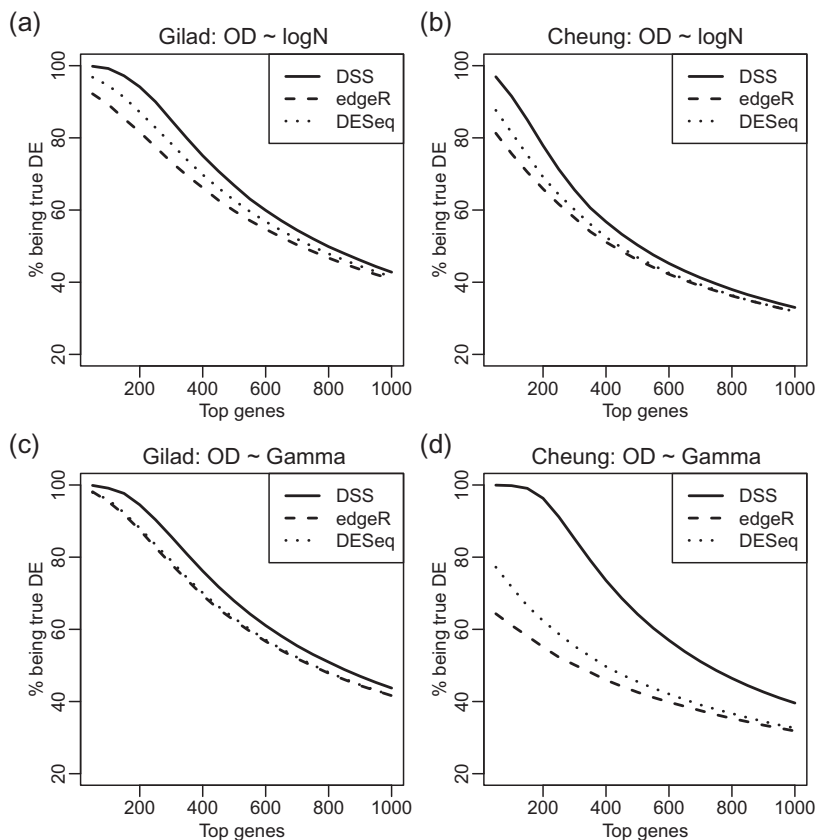 (a)
Gilad: OD ~ logN
DSS
edgeR
DESeq
% being true DE
20 40 60 80 100
200 400 600 800 1000
Top genes
(b)
Cheung: OD ~ logN
DSS
edgeR
DESeq
% being true DE
20 40 60 80 100
200 400 600 800 1000
Top genes
(c)
Gilad: OD ~ Gamma
DSS
edgeR
DESeq
% being true DE
20 40 60 80 100
200 400 600 800 1000
Top genes
(d)
Cheung: OD ~ Gamma
DSS
edgeR
DESeq
% being true DE
20 40 60 80 100
200 400 600 800 1000
Top genes